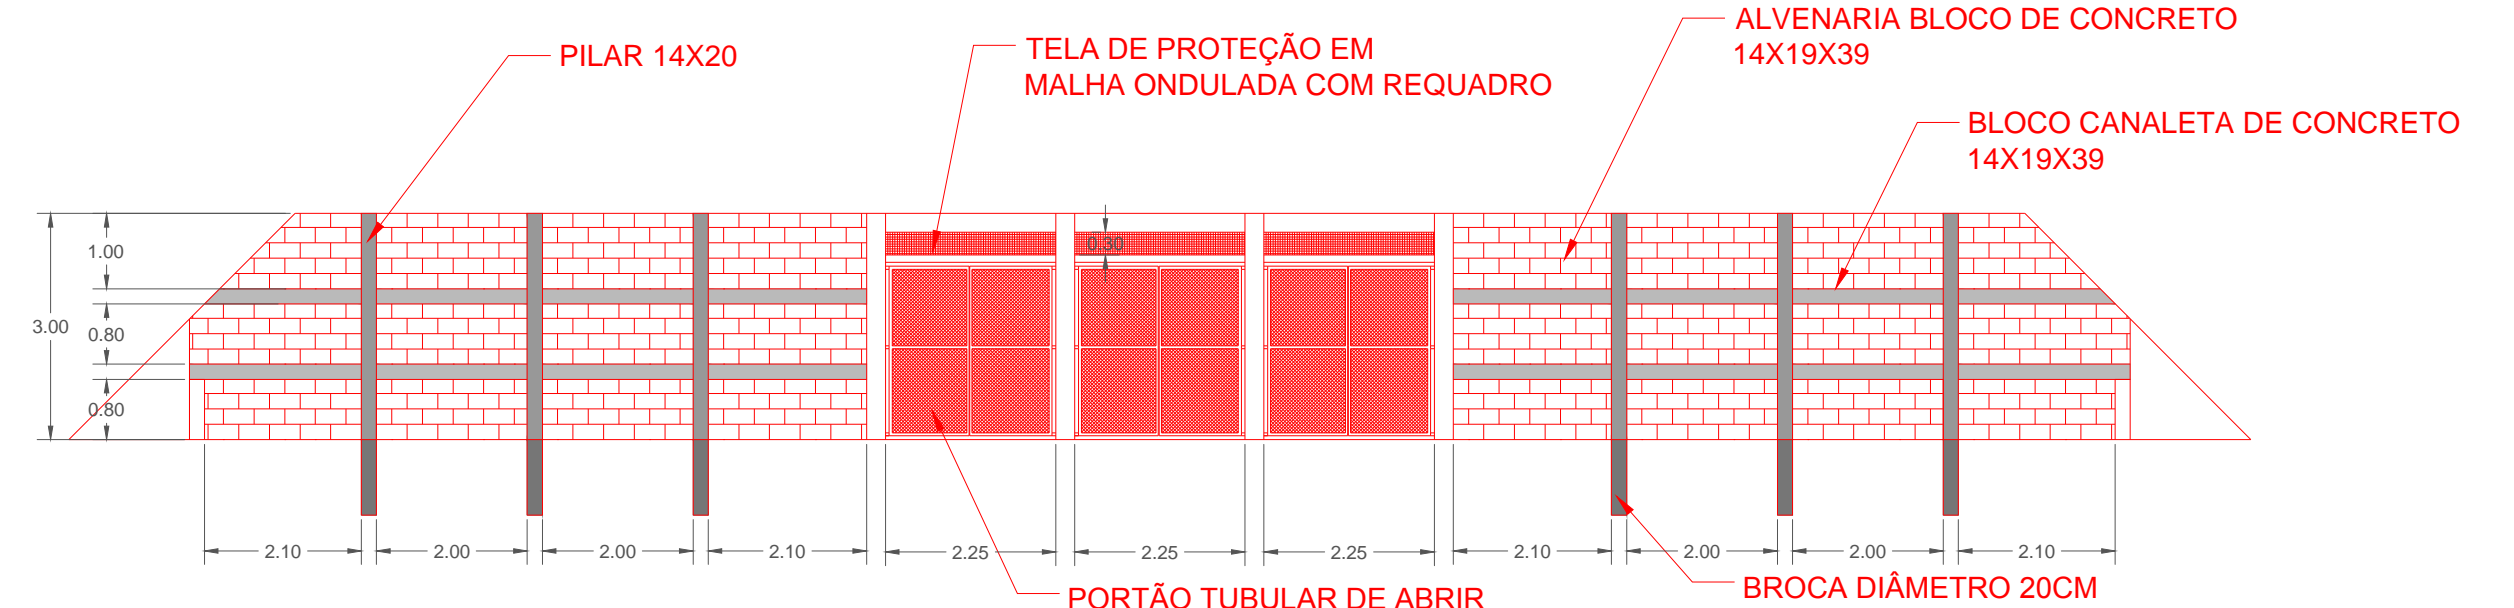 ALVENARIA BLOCO DE CONCRETO
14X19X39
PILAR 14X20
TELA DE PROTEÇÃO EM
MALHA ONDULADA COM REQUADRO
BLOCO CANALETA DE CONCRETO
14X19X39
1.00
0.30
3.00
0.80
0.80
2.10
2.00
2.00
2.10
2.25
2.25
2.25
2.10
2.00
2.00
2.10
PORTÃO TUBULAR DE ABRIR
BROCA DIÂMETRO 20CM